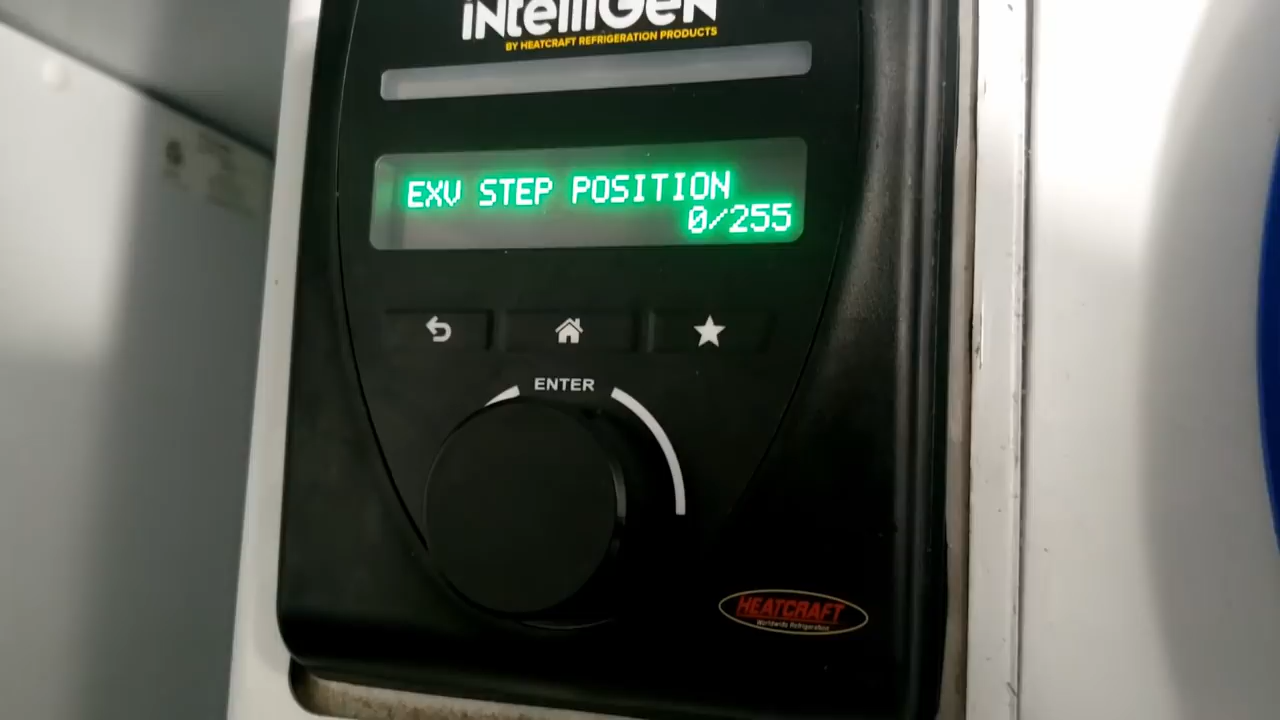 intelliGen
BY HEATCRAFT REFRIGERATION PRODUCTS
EXV STEP POSITION
0/255
ENTER
HEATCRAFT
Worldwide Refrigeration